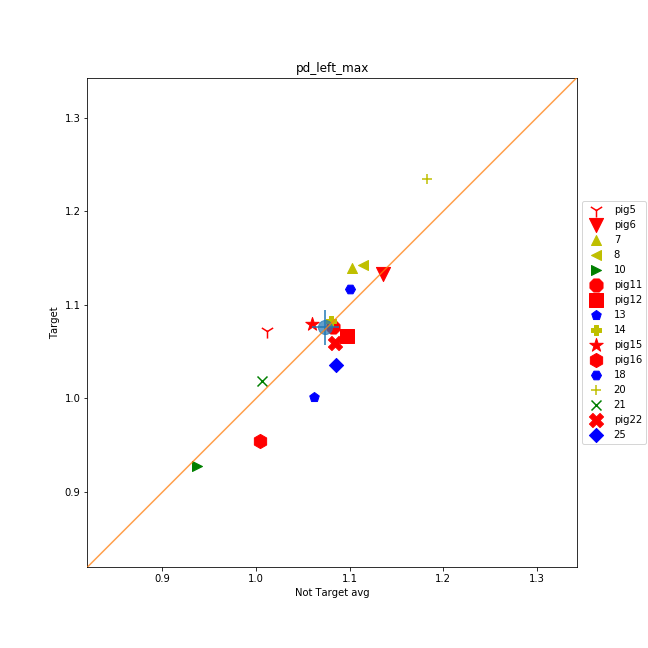 pd_left_max
Target
1.3
1.2
1.1
1.0
0.9
0.9
1.0
1.1
1.2
1.3
Not Target avg
pig5
pig6
7
8
10
pig11
pig12
13
14
pig15
pig16
18
20
21
pig22
25